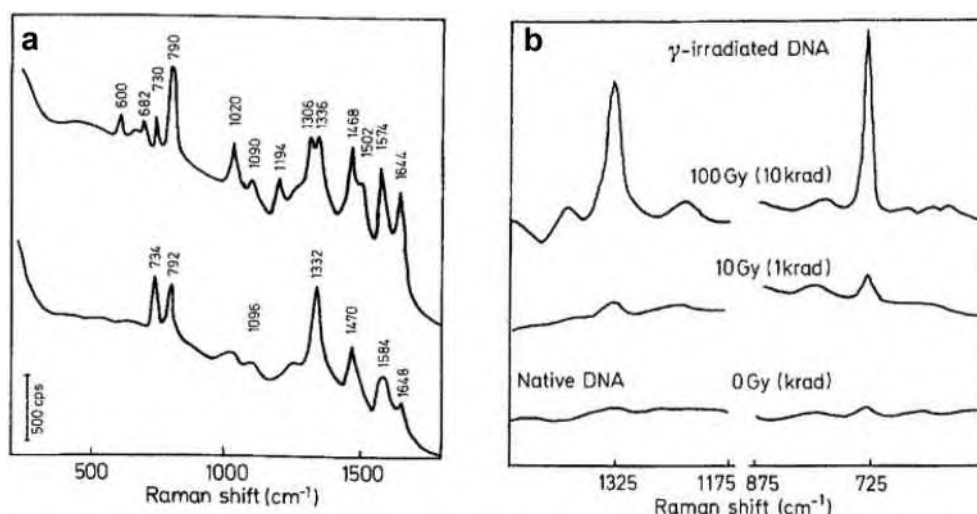 a
600
682
730
790
1020
1090
1194
1306
1336
1468
1502
1574
1644
734
792
1096
1332
1470
1584
1648
500 cps
500
1000
1500
Raman shift (cm⁻¹)
b
γ-irradiated DNA
100 Gy (10 krad)
10 Gy (1 krad)
Native DNA
0 Gy (krad)
1325
1175
875
725
Raman shift (cm⁻¹)